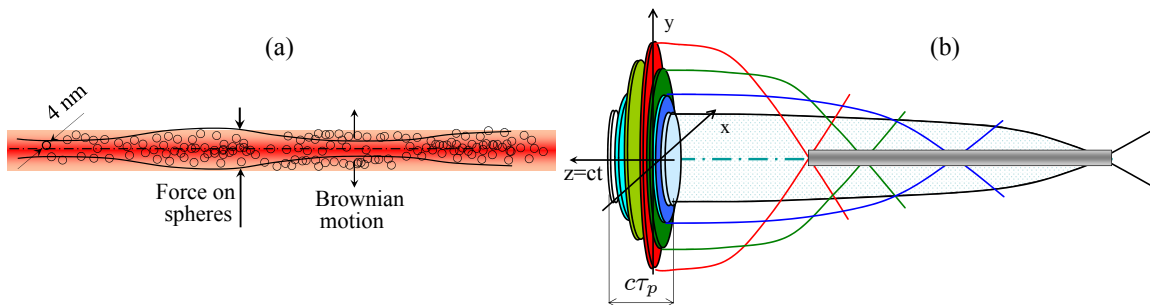 (a)
4 nm
Force on
spheres
Brownian
motion
(b)
y
x
z=ct
cτp